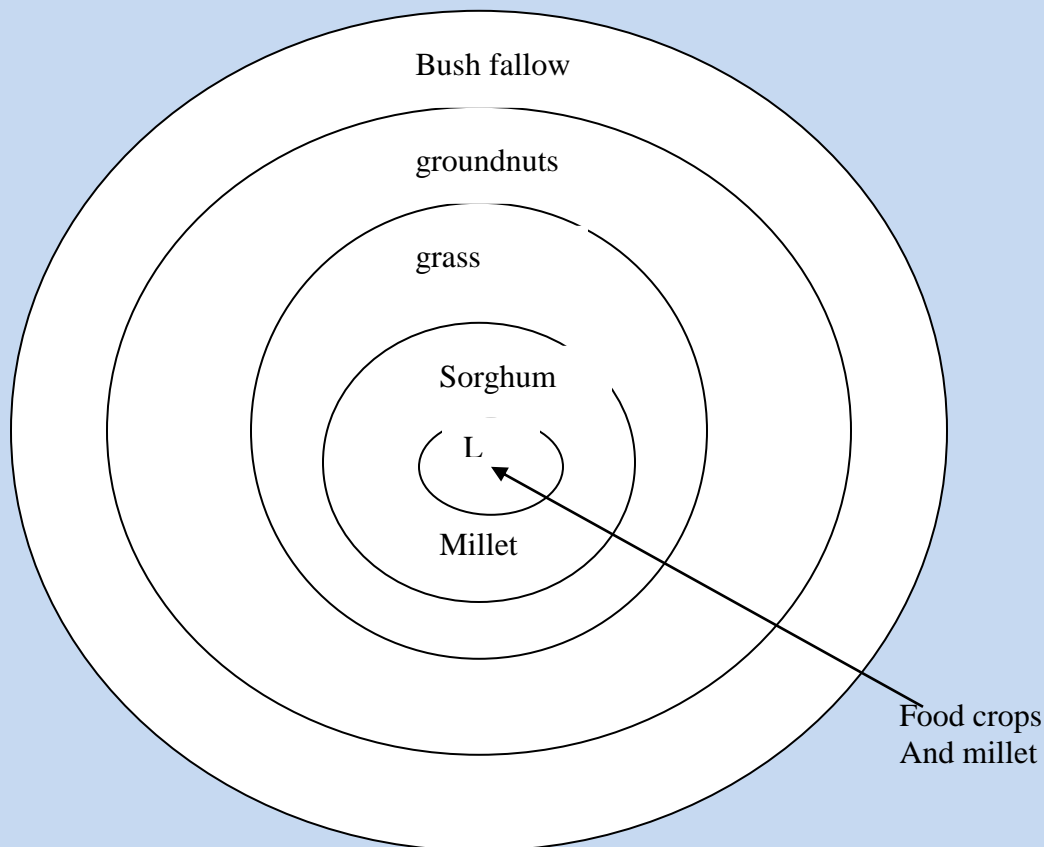 Bush fallow
groundnuts
grass
Sorghum
L
Millet
Food crops
And millet